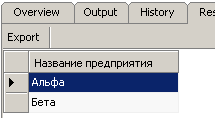 Overview Output History Res
Export
Название предприятия
Альфа
Бета